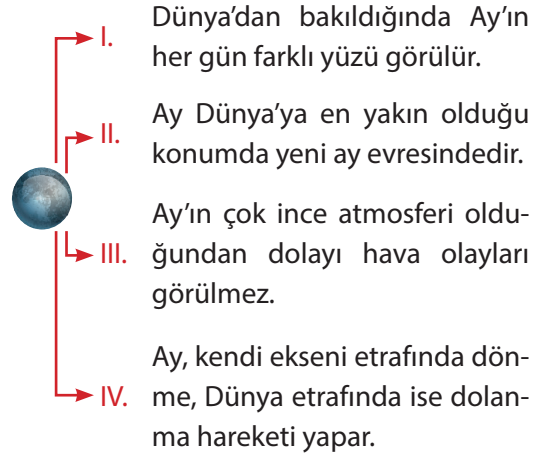 I. Dünya’dan bakıldığında Ay’ın
her gün farklı yüzü görülür.
II. Ay Dünya’ya en yakın olduğu
konumda yeni ay evresindedir.
III. Ay’ın çok ince atmosferi oldu-
ğundan dolayı hava olayları
görülmez.
IV. Ay, kendi ekseni etrafında dön-
me, Dünya etrafında ise dolan-
ma hareketi yapar.